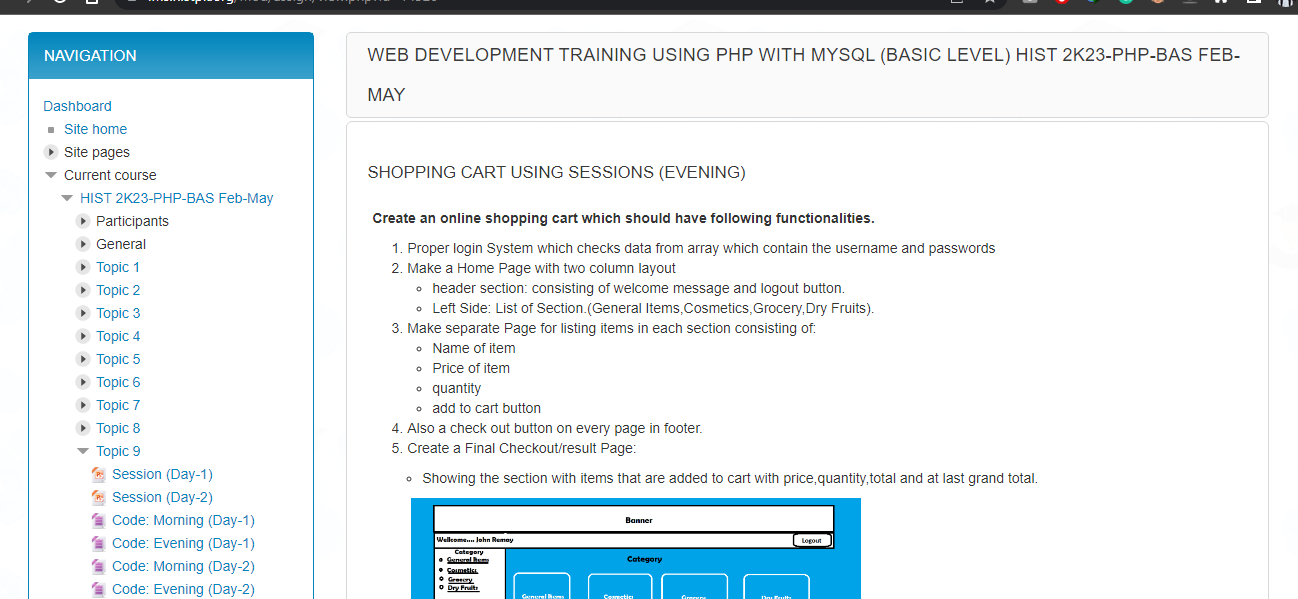 NAVIGATION
Dashboard
Site home
Site pages
Current course
HIST 2K23-PHP-BAS Feb-May
Participants
General
Topic 1
Topic 2
Topic 3
Topic 4
Topic 5
Topic 6
Topic 7
Topic 8
Topic 9
Session (Day-1)
Session (Day-2)
Code: Morning (Day-1)
Code: Evening (Day-1)
Code: Morning (Day-2)
Code: Evening (Day-2)
WEB DEVELOPMENT TRAINING USING PHP WITH MYSQL (BASIC LEVEL) HIST 2K23-PHP-BAS FEB-
MAY
SHOPPING CART USING SESSIONS (EVENING)
Create an online shopping cart which should have following functionalities.
1. Proper login System which checks data from array which contain the username and passwords
2. Make a Home Page with two column layout
header section: consisting of welcome message and logout button.
Left Side: List of Section.(General Items,Cosmetics,Grocery,Dry Fruits).
3. Make separate Page for listing items in each section consisting of:
Name of item
Price of item
quantity
add to cart button
4. Also a check out button on every page in footer.
5. Create a Final Checkout/result Page:
Showing the section with items that are added to cart with price,quantity,total and at last grand total.
Banner
Wellcome.... John Ramay
Logout
Category
General Items
Cosmetics
Grocery
Dry Fruits
Category
General Items
Cosmetics
Dry Fruits